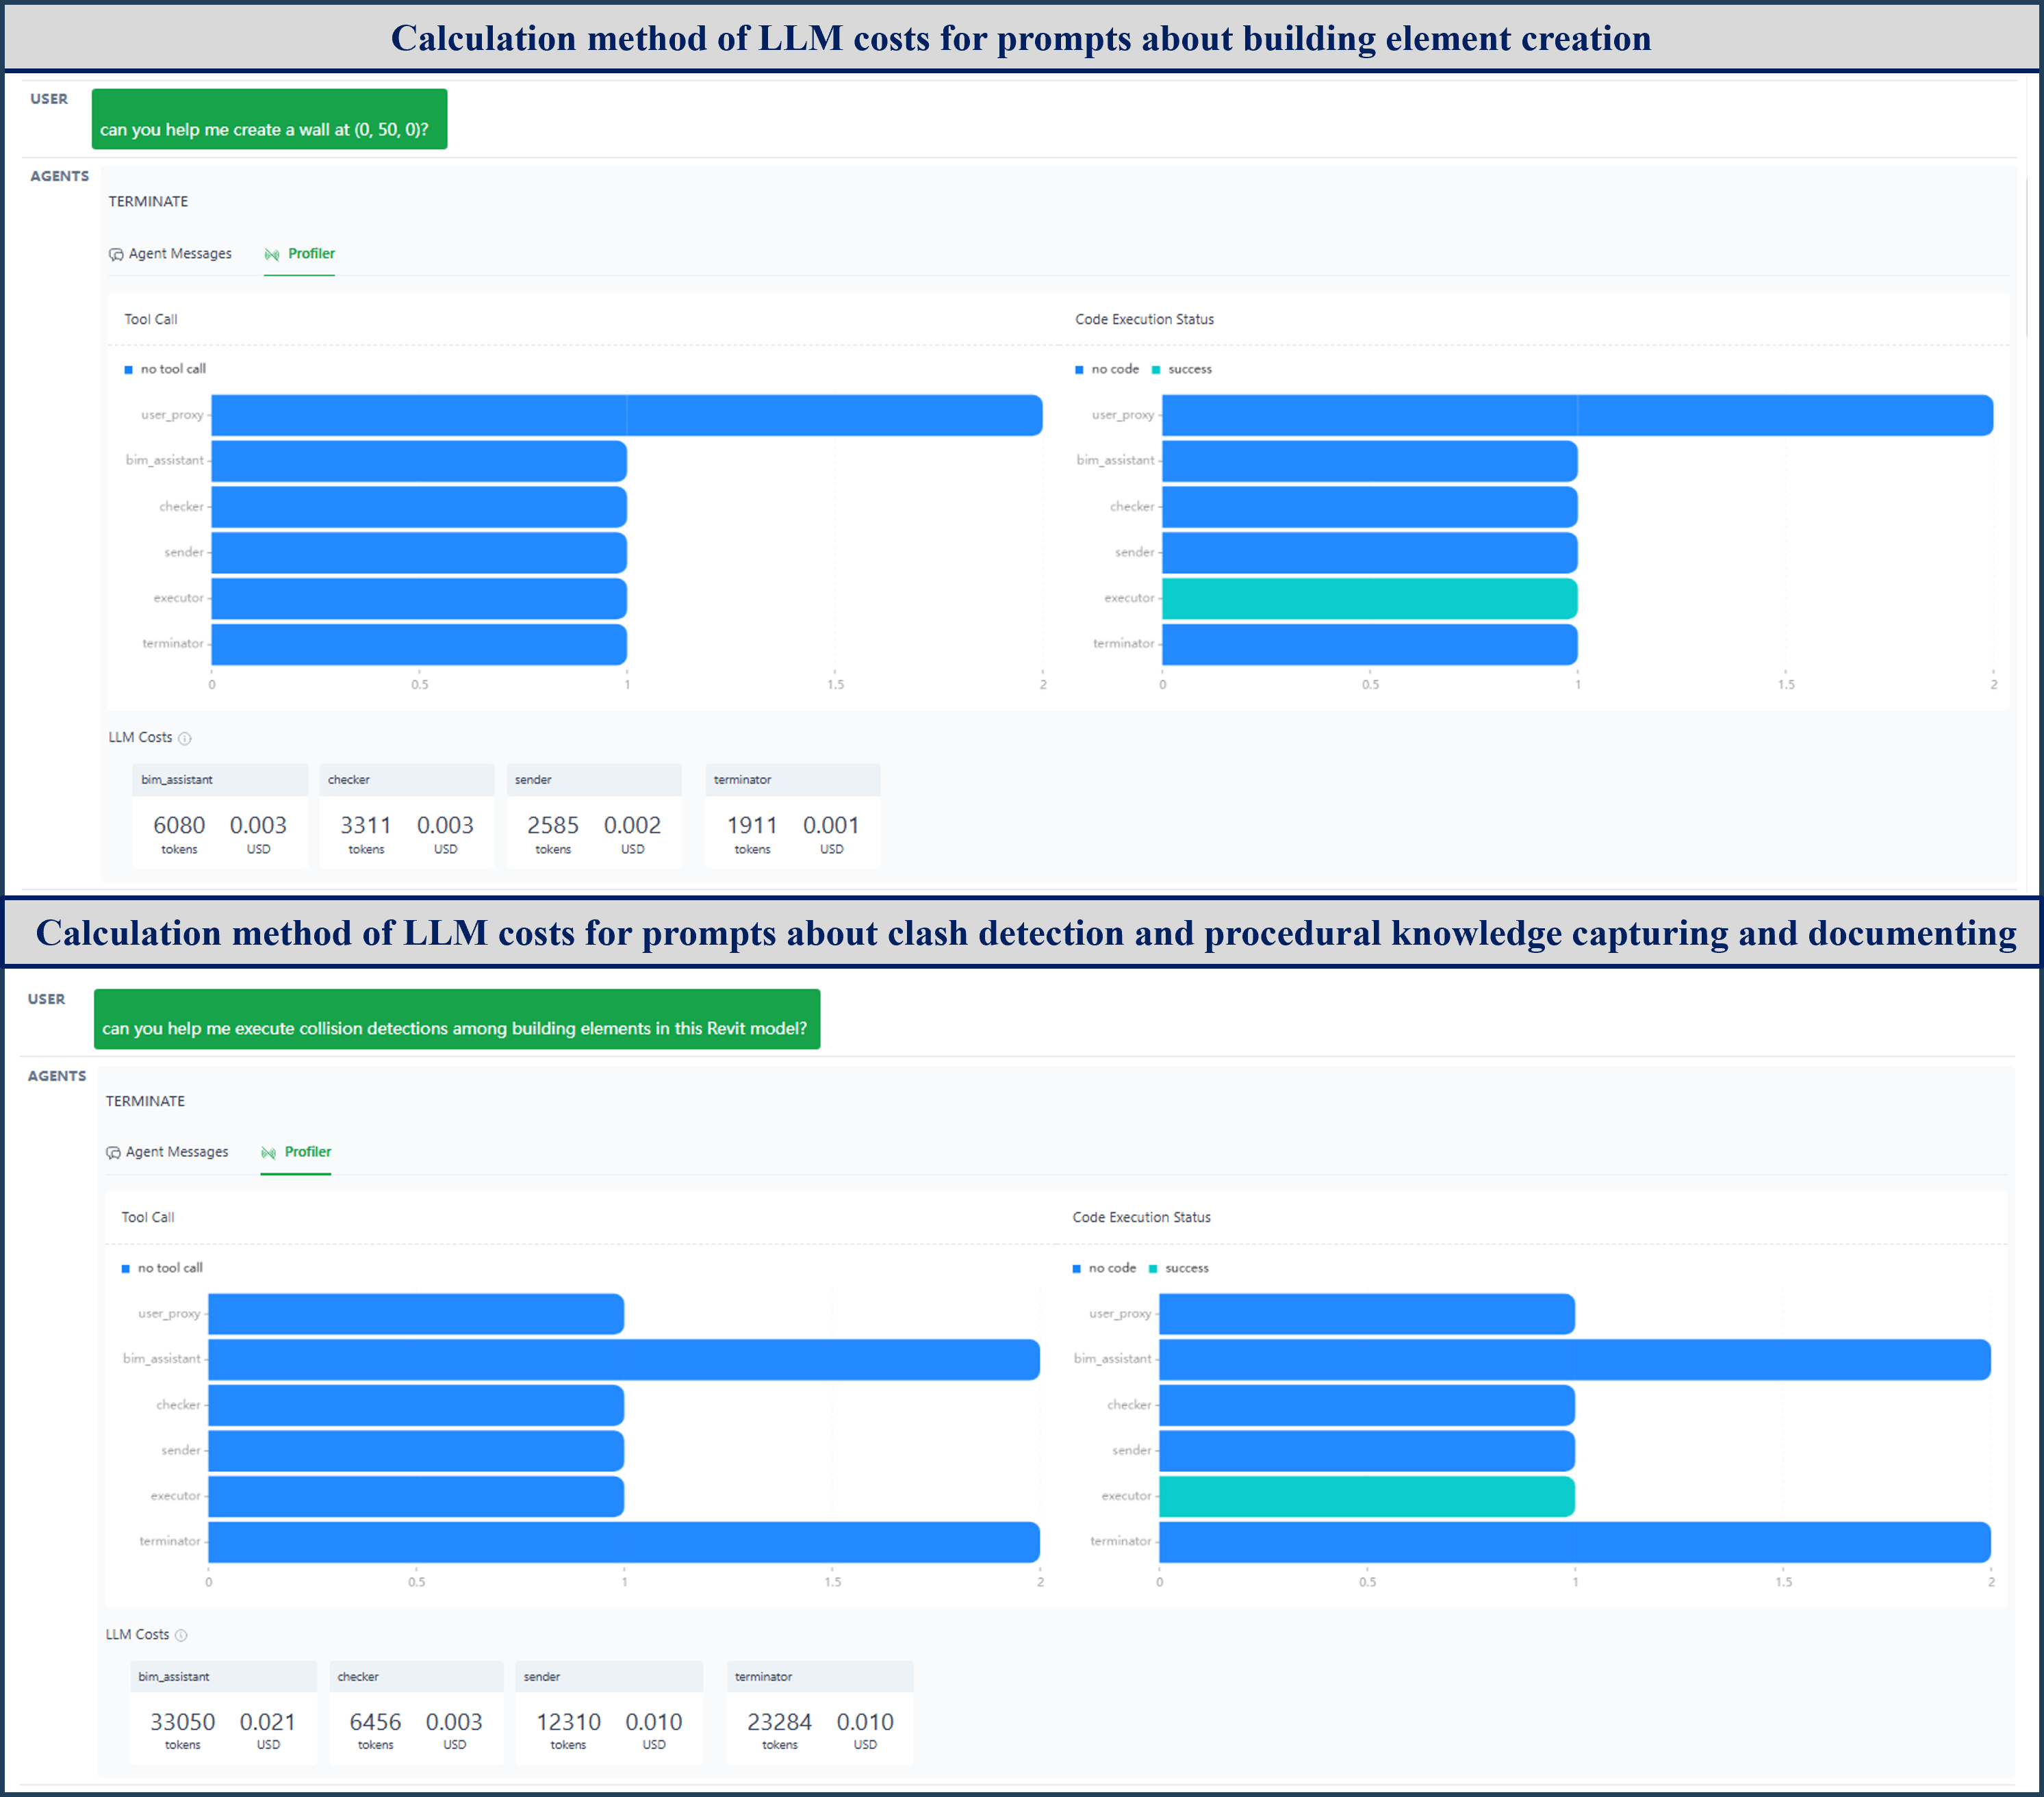 Calculation method of LLM costs for prompts about building element creation
USER
can you help me create a wall at (0, 50, 0)?
AGENTS
TERMINATE
Agent Messages Profiler
Tool Call
no tool call
user_proxy
bim_assistant
checker
sender
executor
terminator
0 0.5 1 1.5 2
Code Execution Status
no code success
user_proxy
bim_assistant
checker
sender
executor
terminator
0 0.5 1 1.5 2
LLM Costs
bim_assistant
6080 0.003
tokens USD
checker
3311 0.003
tokens USD
sender
2585 0.002
tokens USD
terminator
1911 0.001
tokens USD
Calculation method of LLM costs for prompts about clash detection and procedural knowledge capturing and documenting
USER
can you help me execute collision detections among building elements in this Revit model?
AGENTS
TERMINATE
Agent Messages Profiler
Tool Call
no tool call
user_proxy
bim_assistant
checker
sender
executor
terminator
0 0.5 1 1.5 2
Code Execution Status
no code success
user_proxy
bim_assistant
checker
sender
executor
terminator
0 0.5 1 1.5 2
LLM Costs
bim_assistant
33050 0.021
tokens USD
checker
6456 0.003
tokens USD
sender
12310 0.010
tokens USD
terminator
23284 0.010
tokens USD